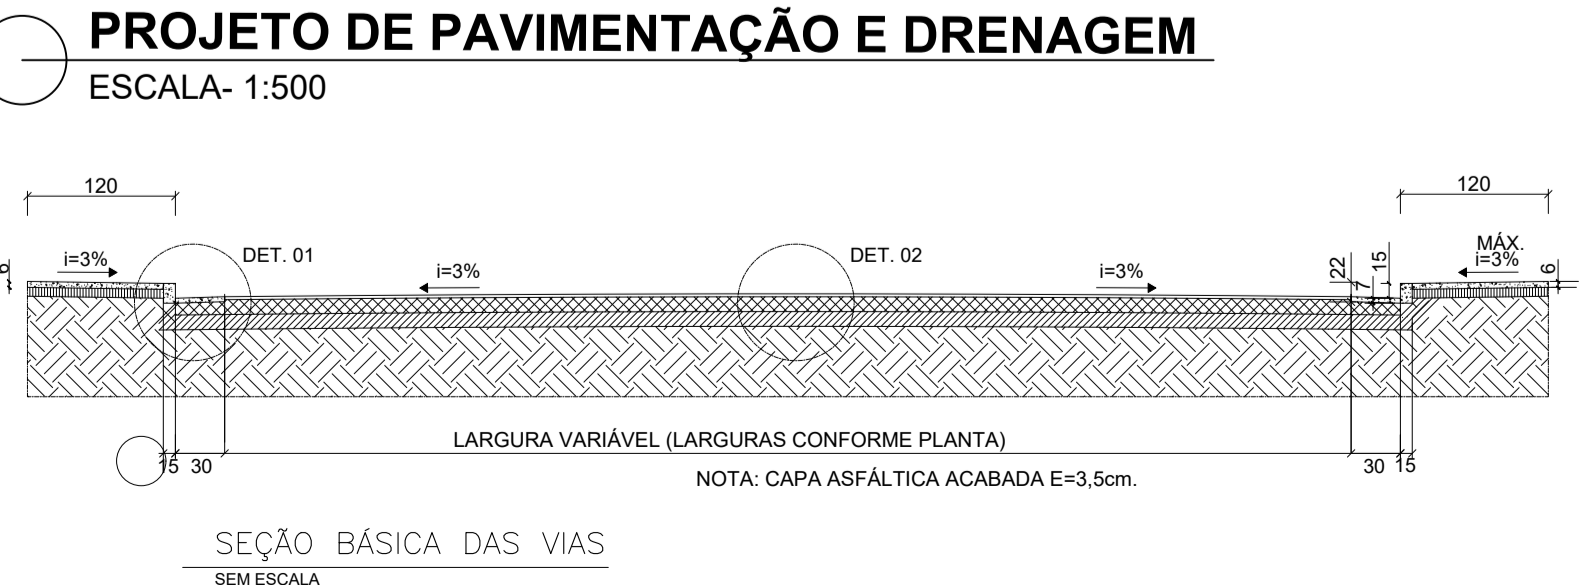 PROJETO DE PAVIMENTAÇÃO E DRENAGEM
ESCALA- 1:500
120
120
DET. 01
DET. 02
MÁX.
i=3%
i=3%
i=3%
i=3%
6
22
7
15
6
LARGURA VARIÁVEL (LARGURAS CONFORME PLANTA)
15 30
30 15
NOTA: CAPA ASFÁLTICA ACABADA E=3,5cm.
SEÇÃO BÁSICA DAS VIAS
SEM ESCALA